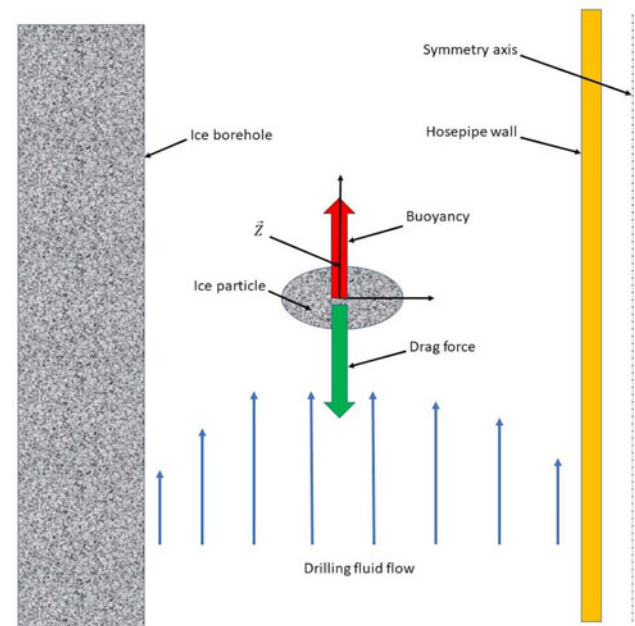 Symmetry axis
Hosepipe wall
Ice borehole
Buoyancy
Z⃗
Ice particle
Drag force
Drilling fluid flow